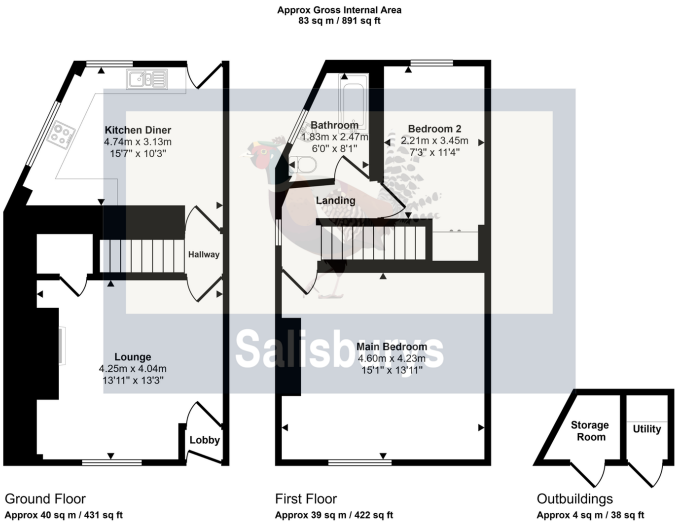 Approx Gross Internal Area
83 sq m / 891 sq ft
Kitchen Diner
4.74m x 3.13m
15'7" x 10'3"
Hallway
Lounge
4.25m x 4.04m
13'11" x 13'3"
Lobby
Bathroom
1.83m x 2.47m
6'0" x 8'1"
Bedroom 2
2.21m x 3.45m
7'3" x 11'4"
Landing
Main Bedroom
4.60m x 4.23m
15'1" x 13'11"
Salisburys
Storage
Room
Utility
Ground Floor
Approx 40 sq m / 431 sq ft
First Floor
Approx 39 sq m / 422 sq ft
Outbuildings
Approx 4 sq m / 38 sq ft